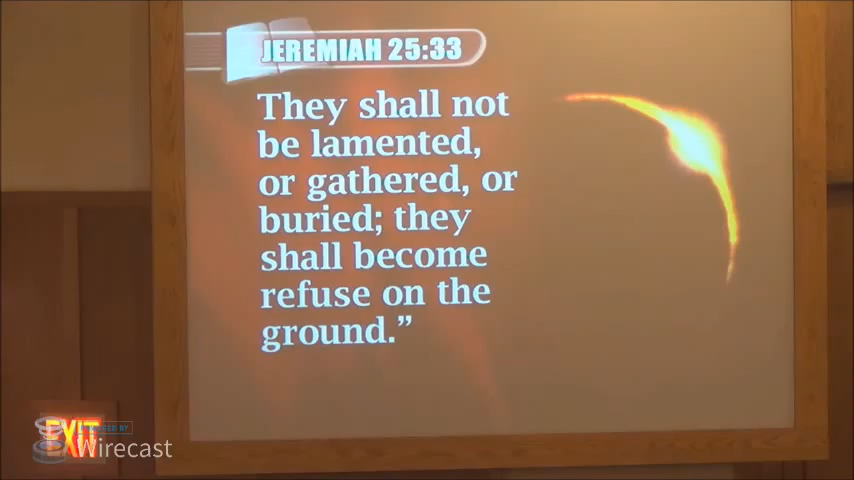 JEREMIAH 25:33
They shall not
be lamented,
or gathered, or
buried; they
shall become
refuse on the
ground.”
EXIT
Wirecast